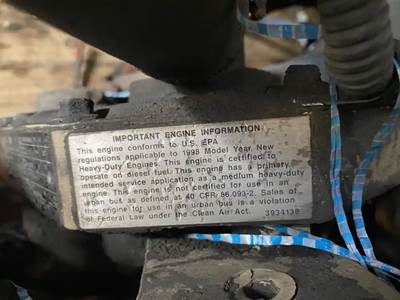 IMPORTANT ENGINE INFORMATION
This engine conforms to U.S. EPA
regulations applicable to 1998 Model Year New
Heavy-Duty Engines. This engine is certified to
operate on diesel fuel. This engine has a primary
intended service application as a medium heavy-duty
engine. This engine is not certified for use in an
urban bus as defined at 40 CFR 86.093-2. Sales of
this engine for use in an urban bus is a violation
of Federal Law under the Clean Air Act. 3934138